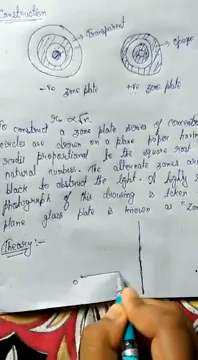 Construction
Transparent
Opaque
-ve zone plate
+ve zone plate
rn ∝ √n
To construct a zone plate series of concentric
circles are drawn on a plane paper having
radii proportional to the square root
natural numbers. The alternate zones are
black to obstruct the light. A highly
photograph of this drawing is taken
plane glass plate is known as "Zo
Theory:-
O